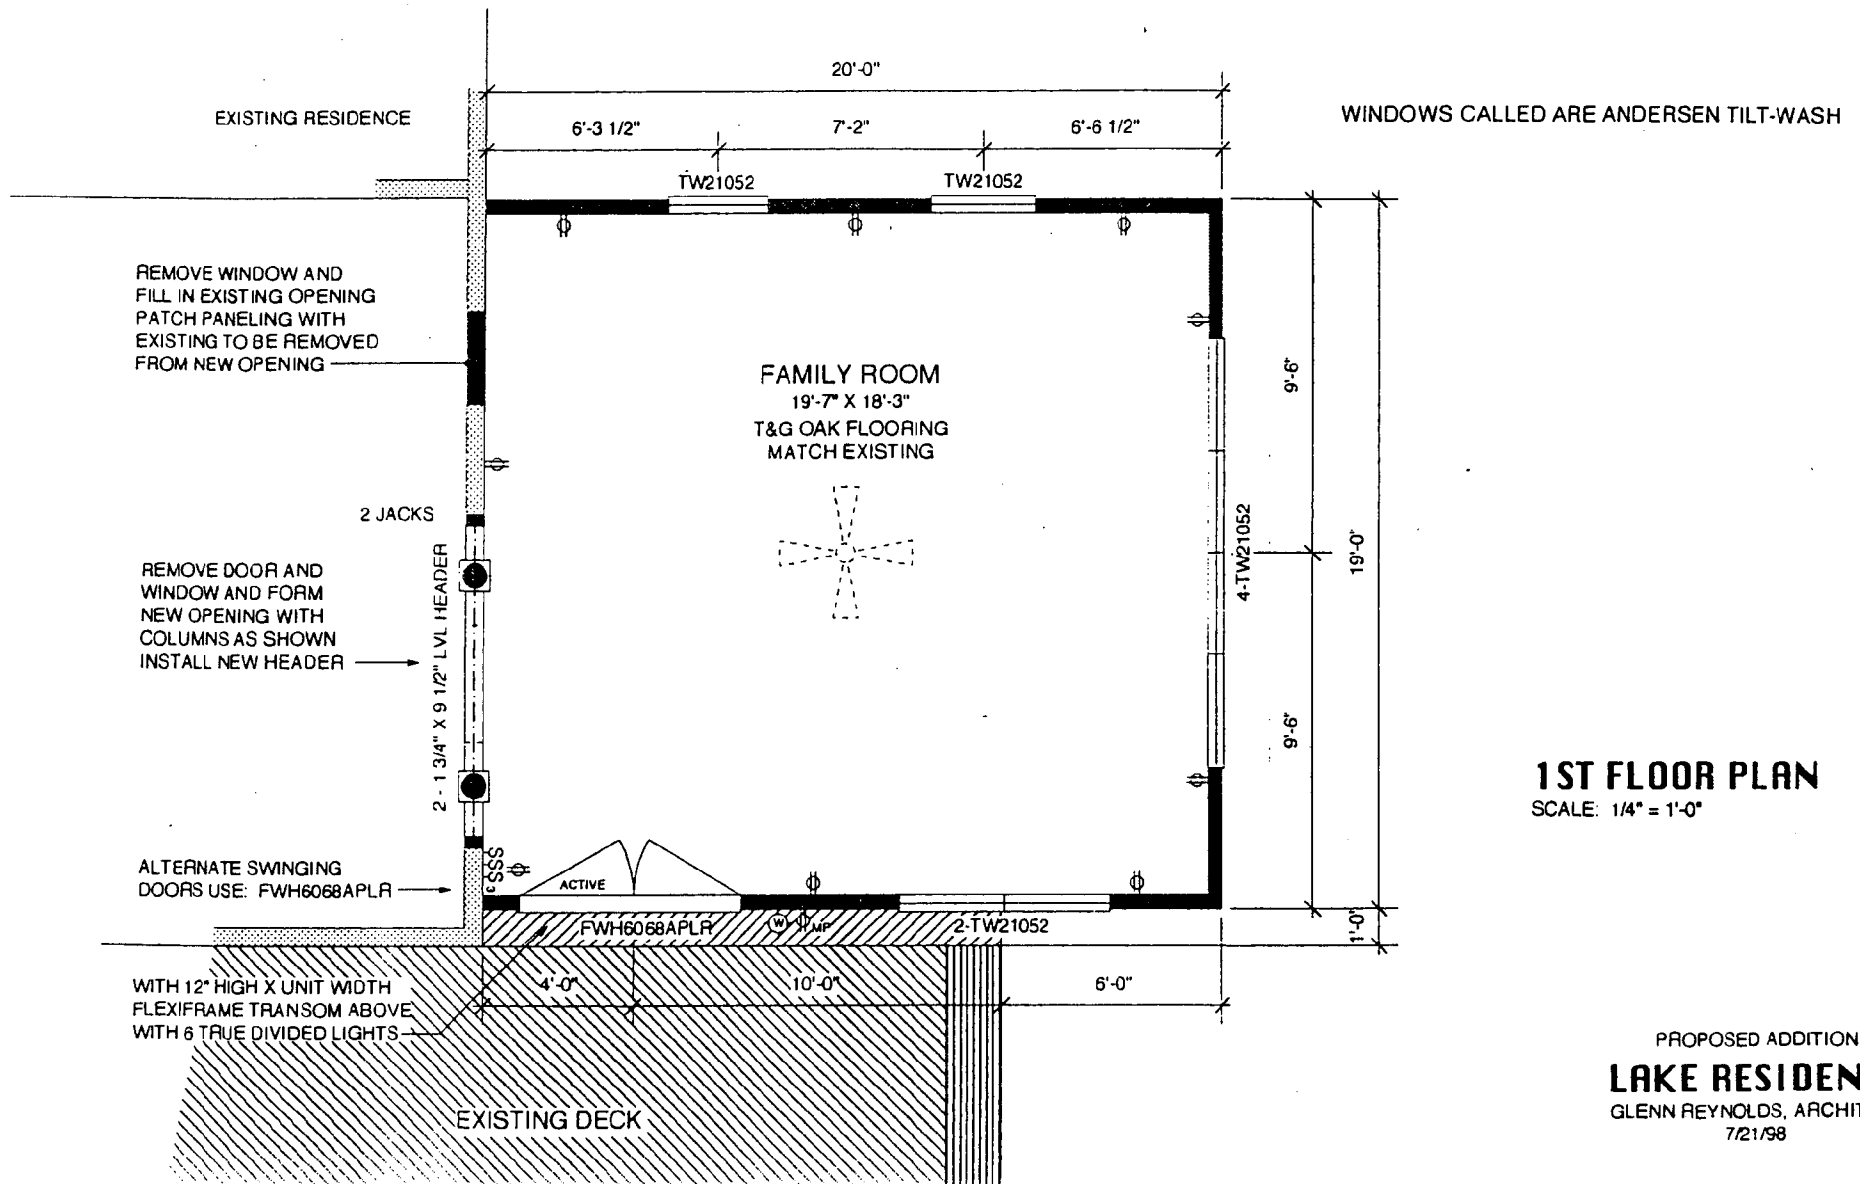 20'-0"
EXISTING RESIDENCE
WINDOWS CALLED ARE ANDERSEN TILT-WASH
6'-3 1/2"
7'-2"
6'-6 1/2"
TW21052
TW21052
REMOVE WINDOW AND
FILL IN EXISTING OPENING
PATCH PANELING WITH
EXISTING TO BE REMOVED
FROM NEW OPENING
FAMILY ROOM
19'-7" X 18'-3"
T&G OAK FLOORING
MATCH EXISTING
9'-6"
19'-0"
4-TW21052
9'-6"
1'-0"
2 JACKS
2 - 1 3/4" X 9 1/2" LVL HEADER
REMOVE DOOR AND
WINDOW AND FORM
NEW OPENING WITH
COLUMNS AS SHOWN
INSTALL NEW HEADER
1ST FLOOR PLAN
SCALE: 1/4" = 1'-0"
ALTERNATE SWINGING
DOORS USE: FWH6068APLR
SSS3
ACTIVE
FWH6068APLR
W
MP
2-TW21052
WITH 12" HIGH X UNIT WIDTH
FLEXIFRAME TRANSOM ABOVE
WITH 6 TRUE DIVIDED LIGHTS
4'-0"
10'-0"
6'-0"
EXISTING DECK
PROPOSED ADDITION
LAKE RESIDEN
GLENN REYNOLDS, ARCHIT
7/21/98